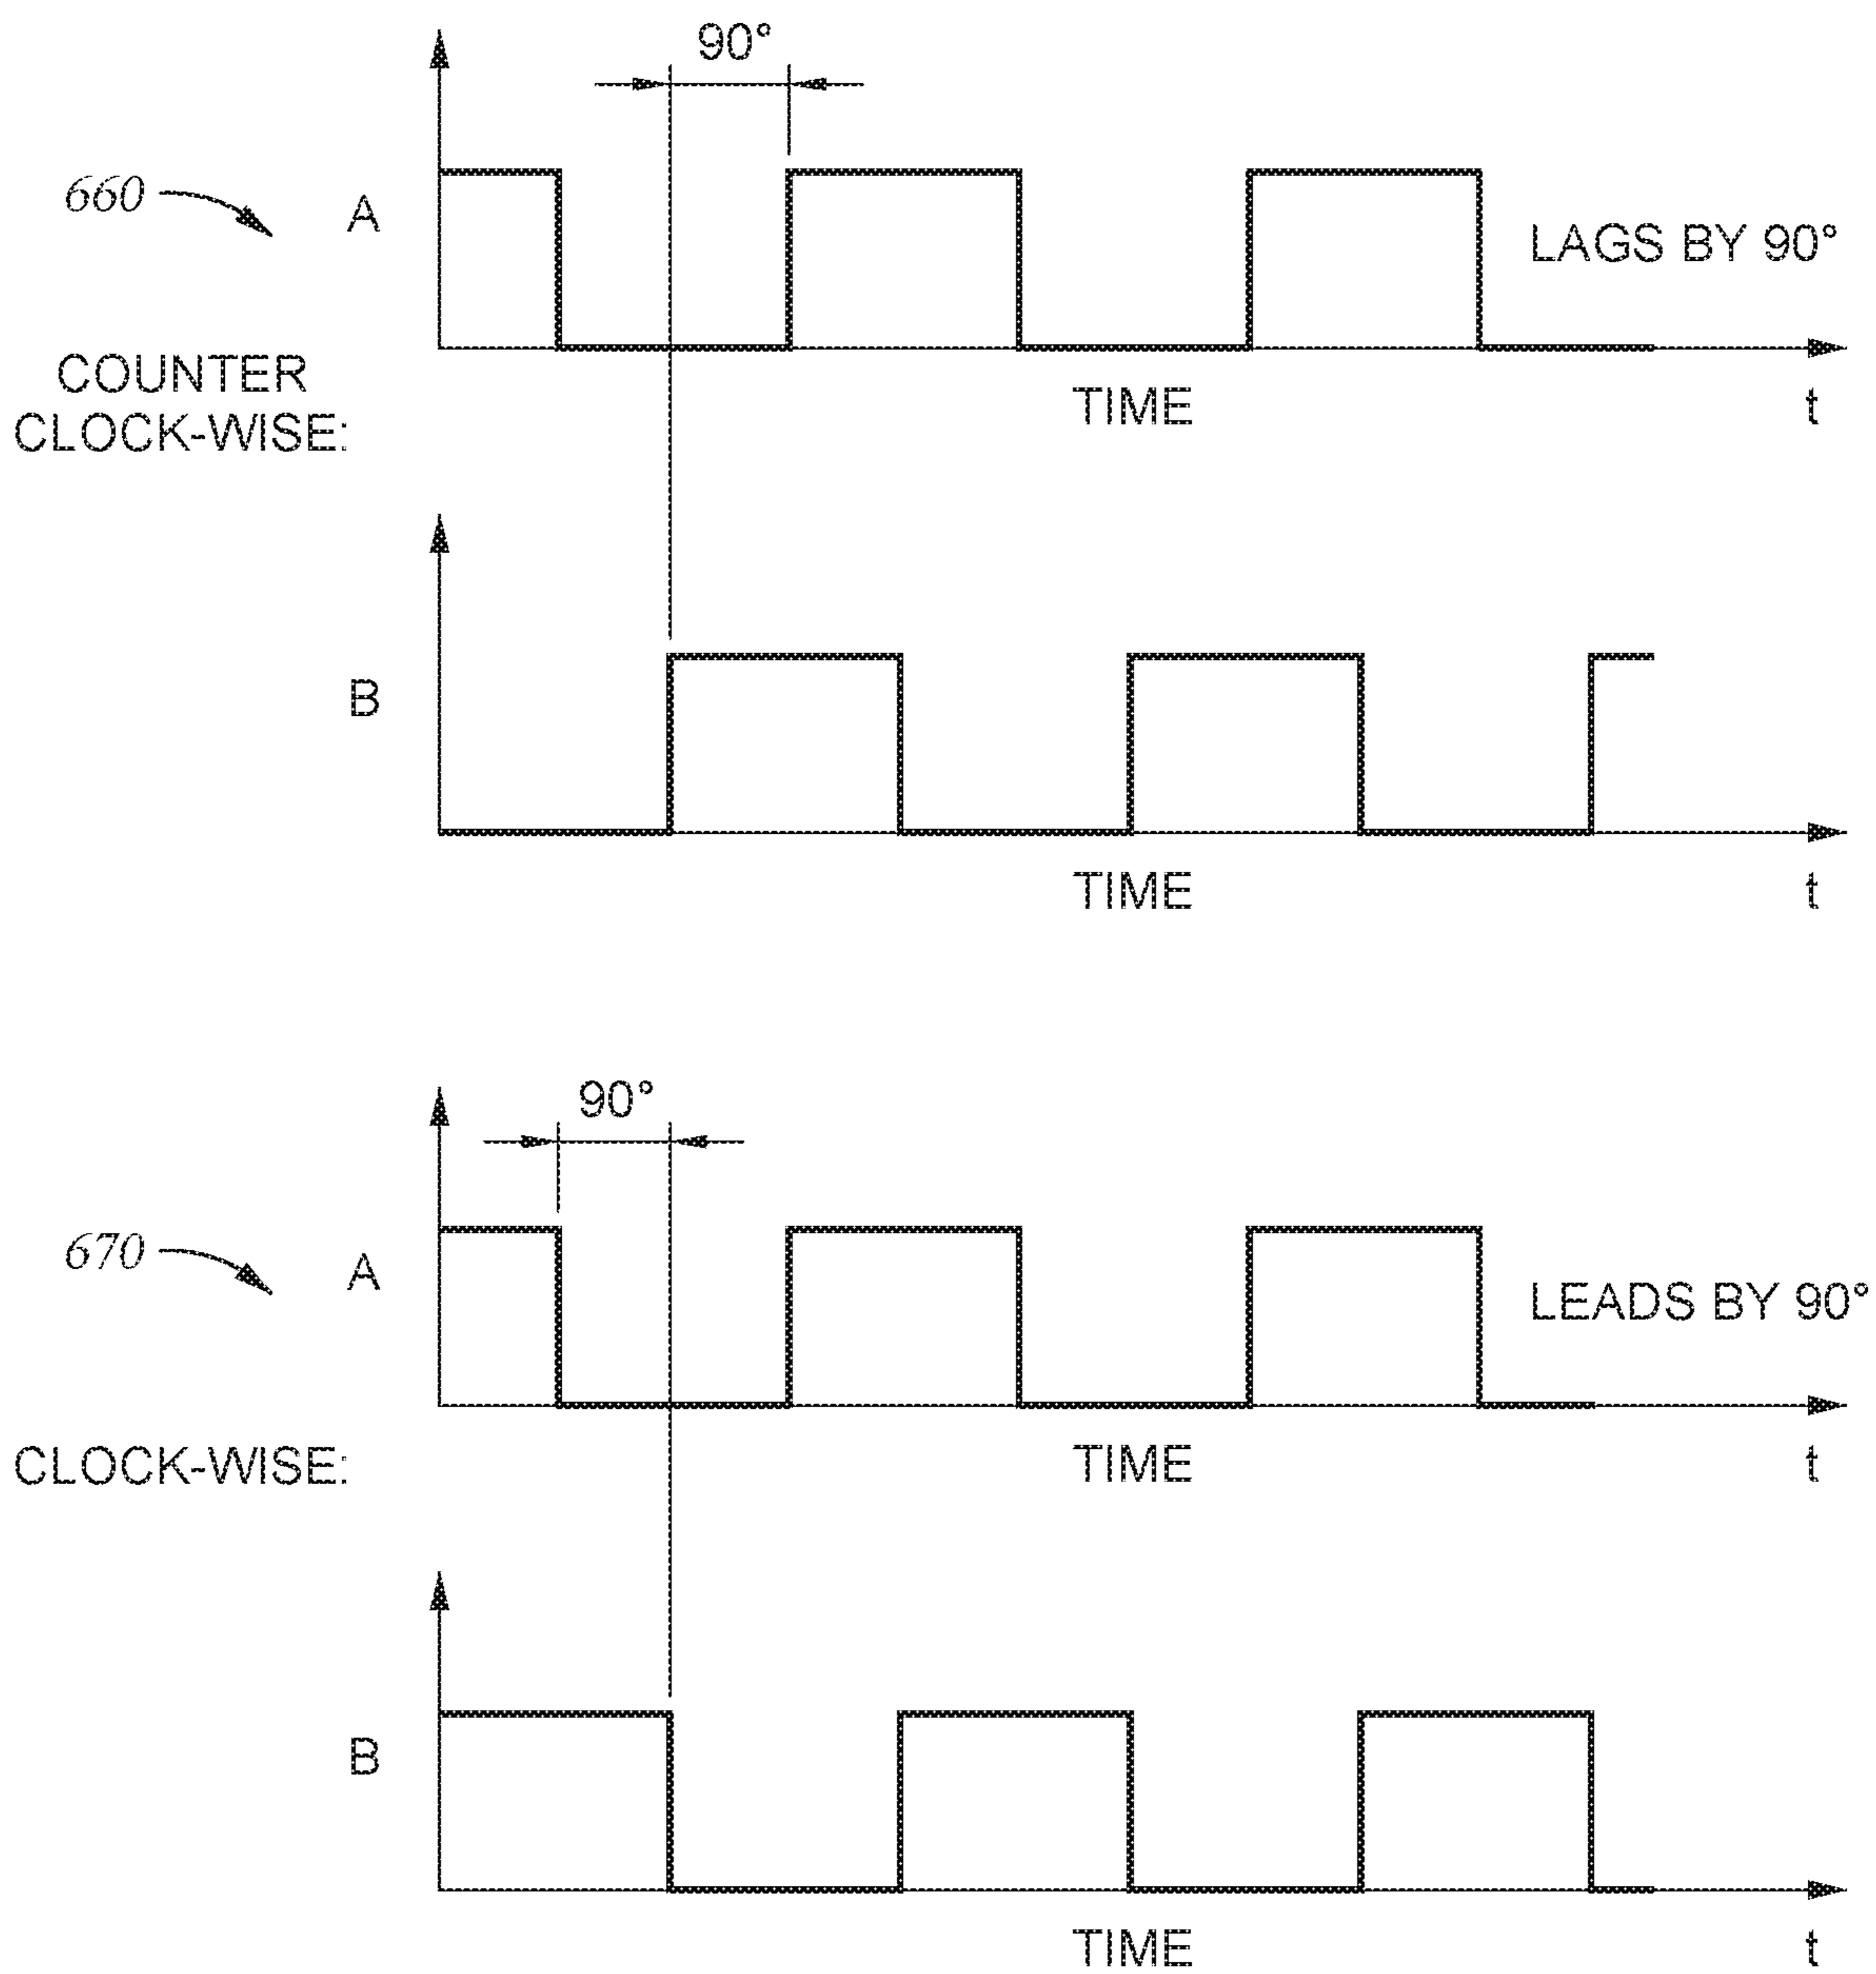 90°
660
A
LAGS BY 90°
COUNTER
CLOCK-WISE:
TIME
t
B
TIME
t
90°
670
A
LEADS BY 90°
CLOCK-WISE:
TIME
t
B
TIME
t